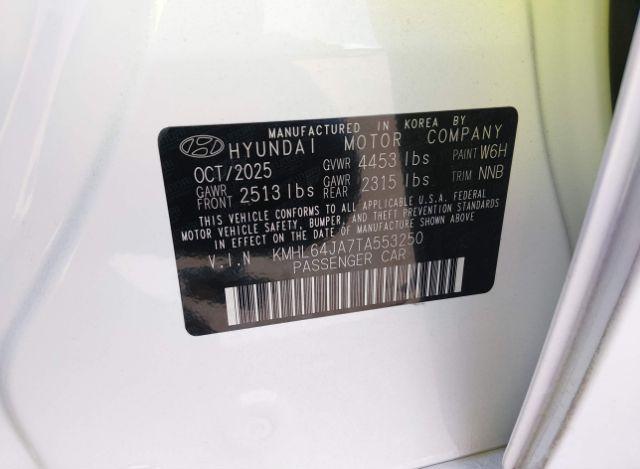 MANUFACTURED IN KOREA BY
HYUNDAI MOTOR COMPANY
OCT/2025 GVWR 4453 lbs PAINT W6H
GAWR FRONT 2513 lbs GAWR REAR 2315 lbs TRIM NNB
THIS VEHICLE CONFORMS TO ALL APPLICABLE U.S.A. FEDERAL
MOTOR VEHICLE SAFETY, BUMPER, AND THEFT PREVENTION STANDARDS
IN EFFECT ON THE DATE OF MANUFACTURE SHOWN ABOVE.
V.I.N KMHL64JA7TA553250
PASSENGER CAR